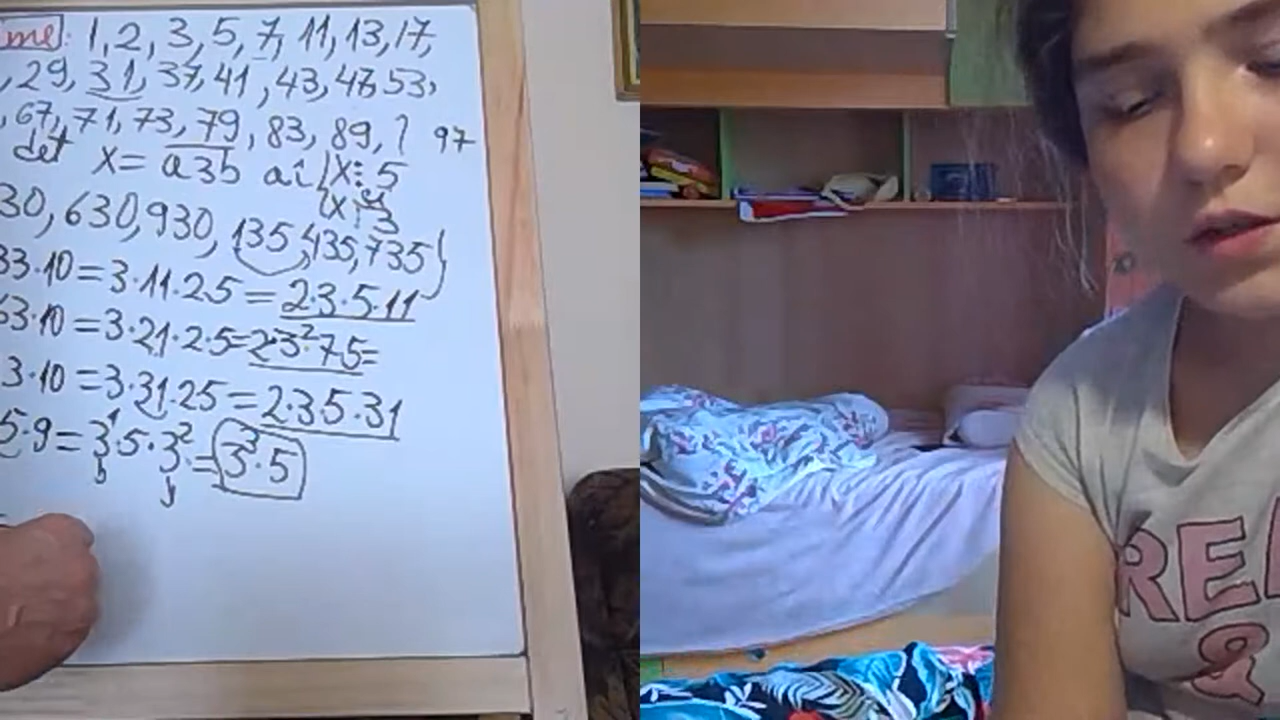 me: 1, 2, 3, 5, 7, 11, 13, 17,
, 29, 31, 37, 41, 43, 47, 53,
, 67, 71, 73, 79, 83, 89, ? 97
det x = a3b aî x⋮5
x⋮3
30, 630, 930, 135, 435, 735}
33·10 = 3·11·2·5 = 2·3·5·11
63·10 = 3·21·2·5 = 2·3²·7·5 =
3·10 = 3·31·2·5 = 2·3·5·31
5·9 = 3¹·5·3² = 3³·5
REA
&